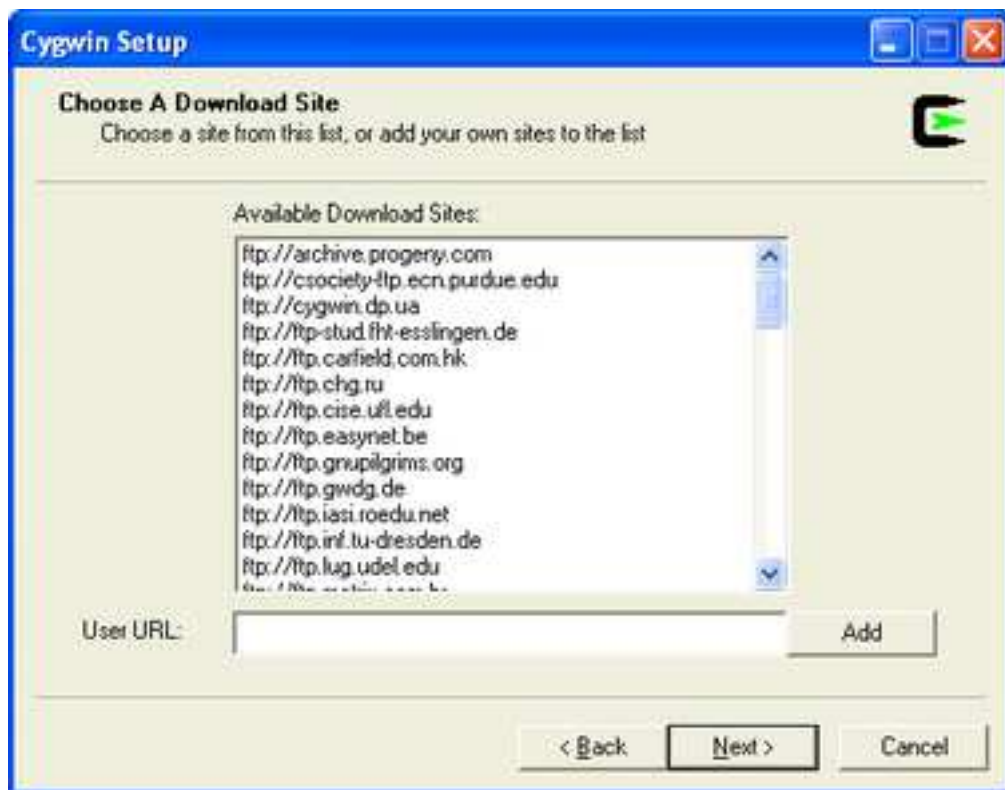 Cygwin Setup
Choose A Download Site
Choose a site from this list, or add your own sites to the list
Available Download Sites:
ftp://archive.progeny.com
ftp://csociety-ftp.ecn.purdue.edu
ftp://cygwin.dp.ua
ftp://ftp-stud.fht-esslingen.de
ftp://ftp.carfield.com.hk
ftp://ftp.chg.ru
ftp://ftp.cise.ufl.edu
ftp://ftp.easynet.be
ftp://ftp.gnupilgrims.org
ftp://ftp.gwdg.de
ftp://ftp.iasi.roedu.net
ftp://ftp.inf.tu-dresden.de
ftp://ftp.lug.udel.edu
User URL:
Add
< Back
Next >
Cancel